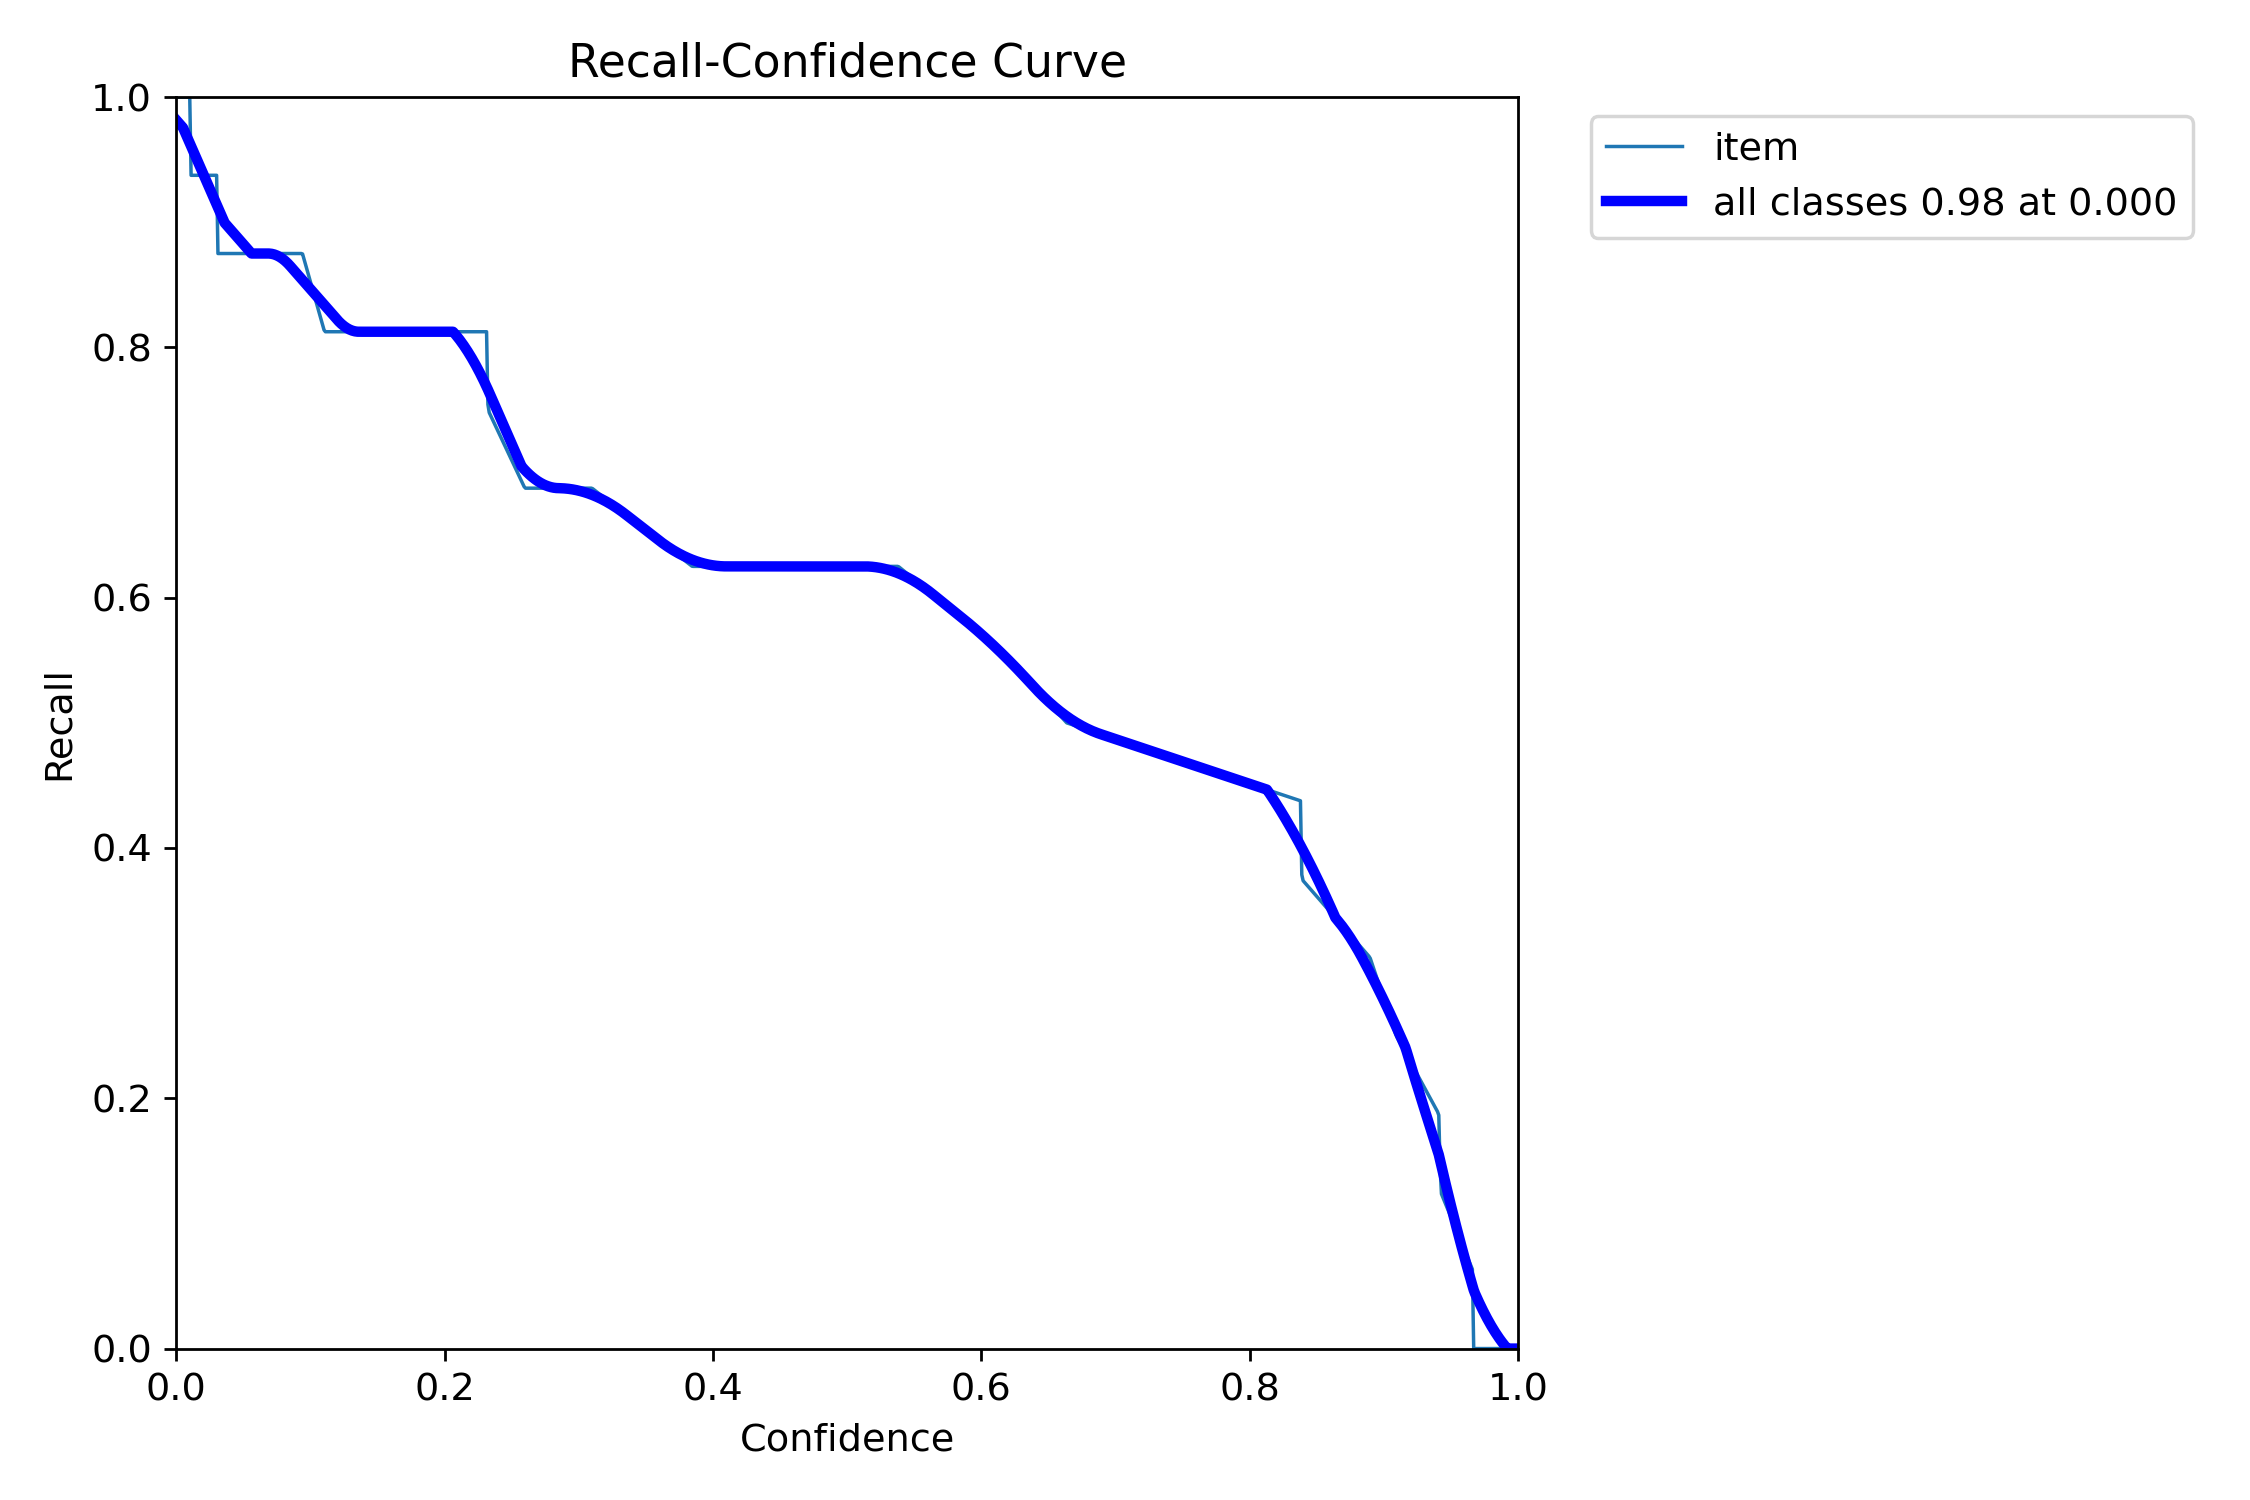 Recall-Confidence Curve
item
all classes 0.98 at 0.000
1.0
0.8
0.6
0.4
0.2
0.0
Recall
0.0 0.2 0.4 0.6 0.8 1.0
Confidence